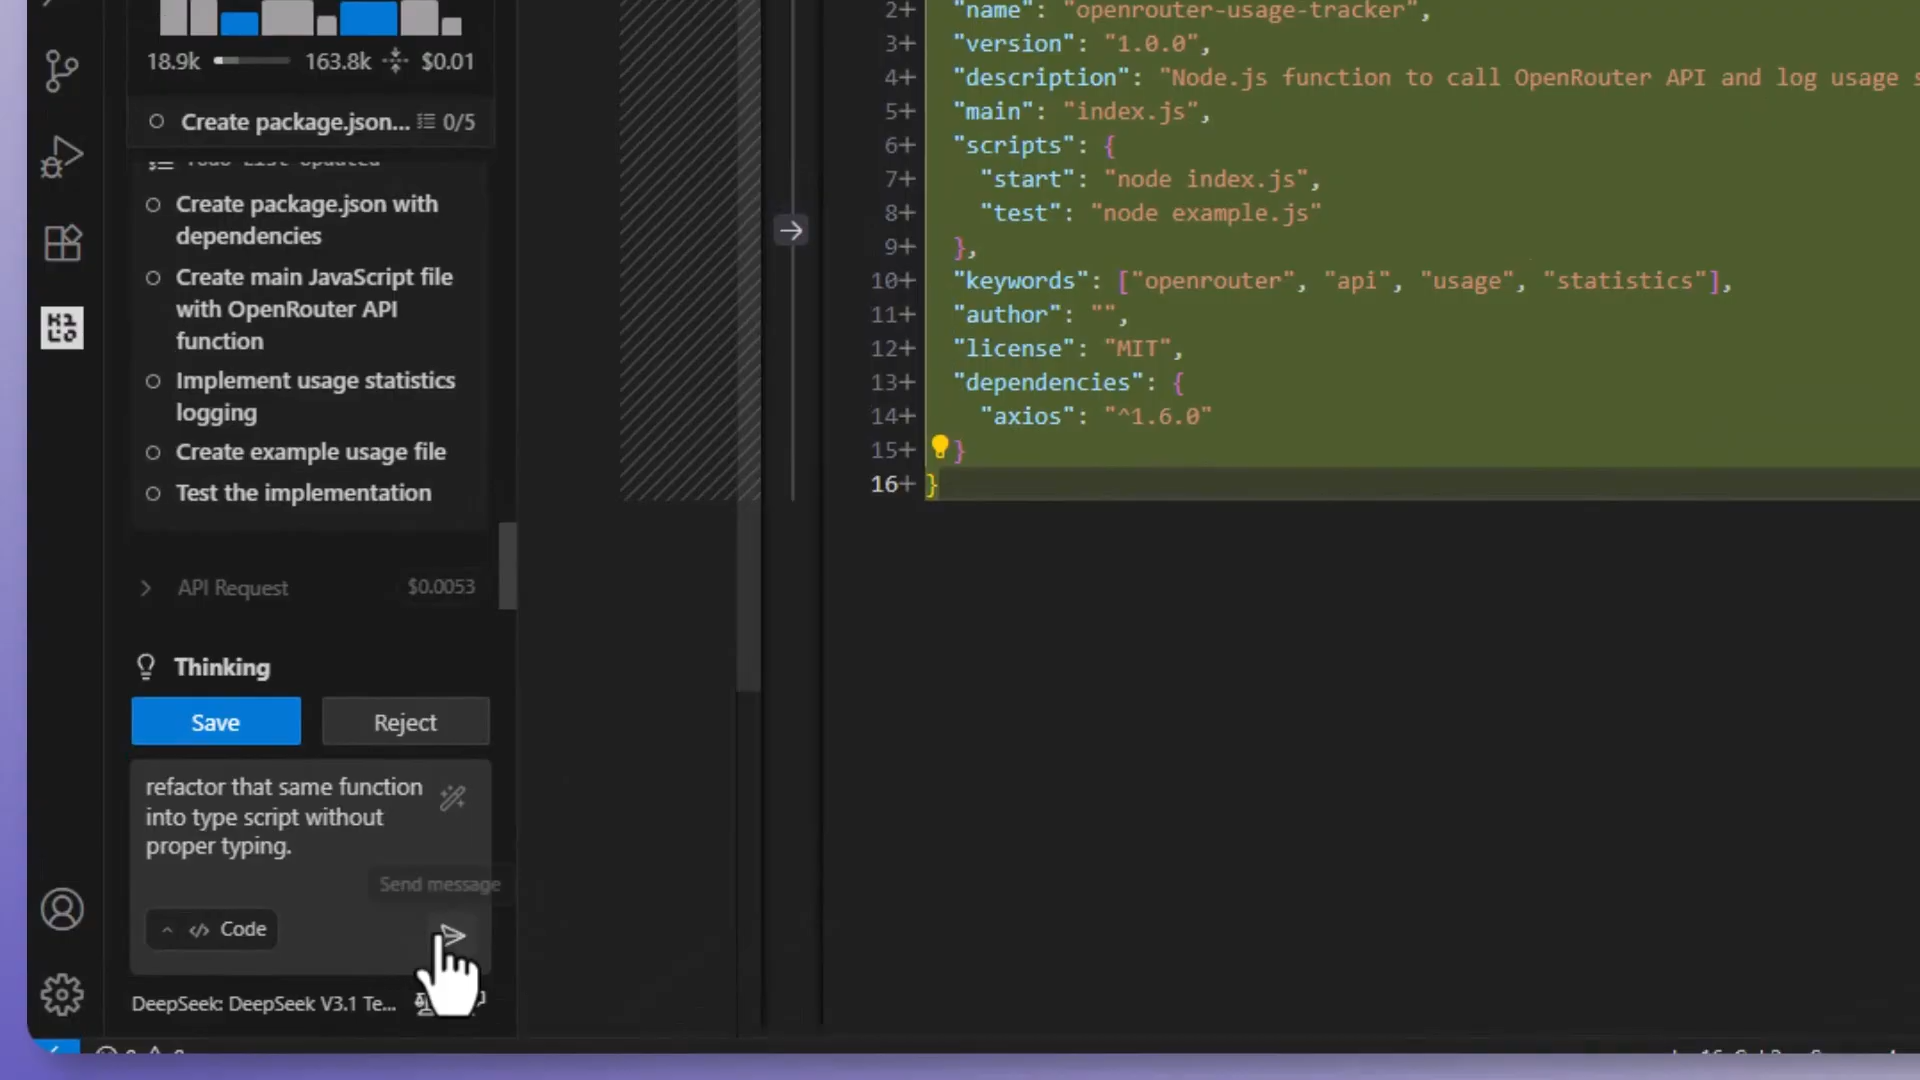 18.9k 163.8k $0.01
Create package.json... 0/5
Todo List Updated
Create package.json with
dependencies
Create main JavaScript file
with OpenRouter API
function
Implement usage statistics
logging
Create example usage file
Test the implementation
API Request $0.0053
Thinking
Save Reject
refactor that same function
into type script without
proper typing.
Send message
Code
DeepSeek: DeepSeek V3.1 Te...
2+ "name": "openrouter-usage-tracker",
3+ "version": "1.0.0",
4+ "description": "Node.js function to call OpenRouter API and log usage
5+ "main": "index.js",
6+ "scripts": {
7+ "start": "node index.js",
8+ "test": "node example.js"
9+ },
10+ "keywords": ["openrouter", "api", "usage", "statistics"],
11+ "author": "",
12+ "license": "MIT",
13+ "dependencies": {
14+ "axios": "^1.6.0"
15+ }
16+ }